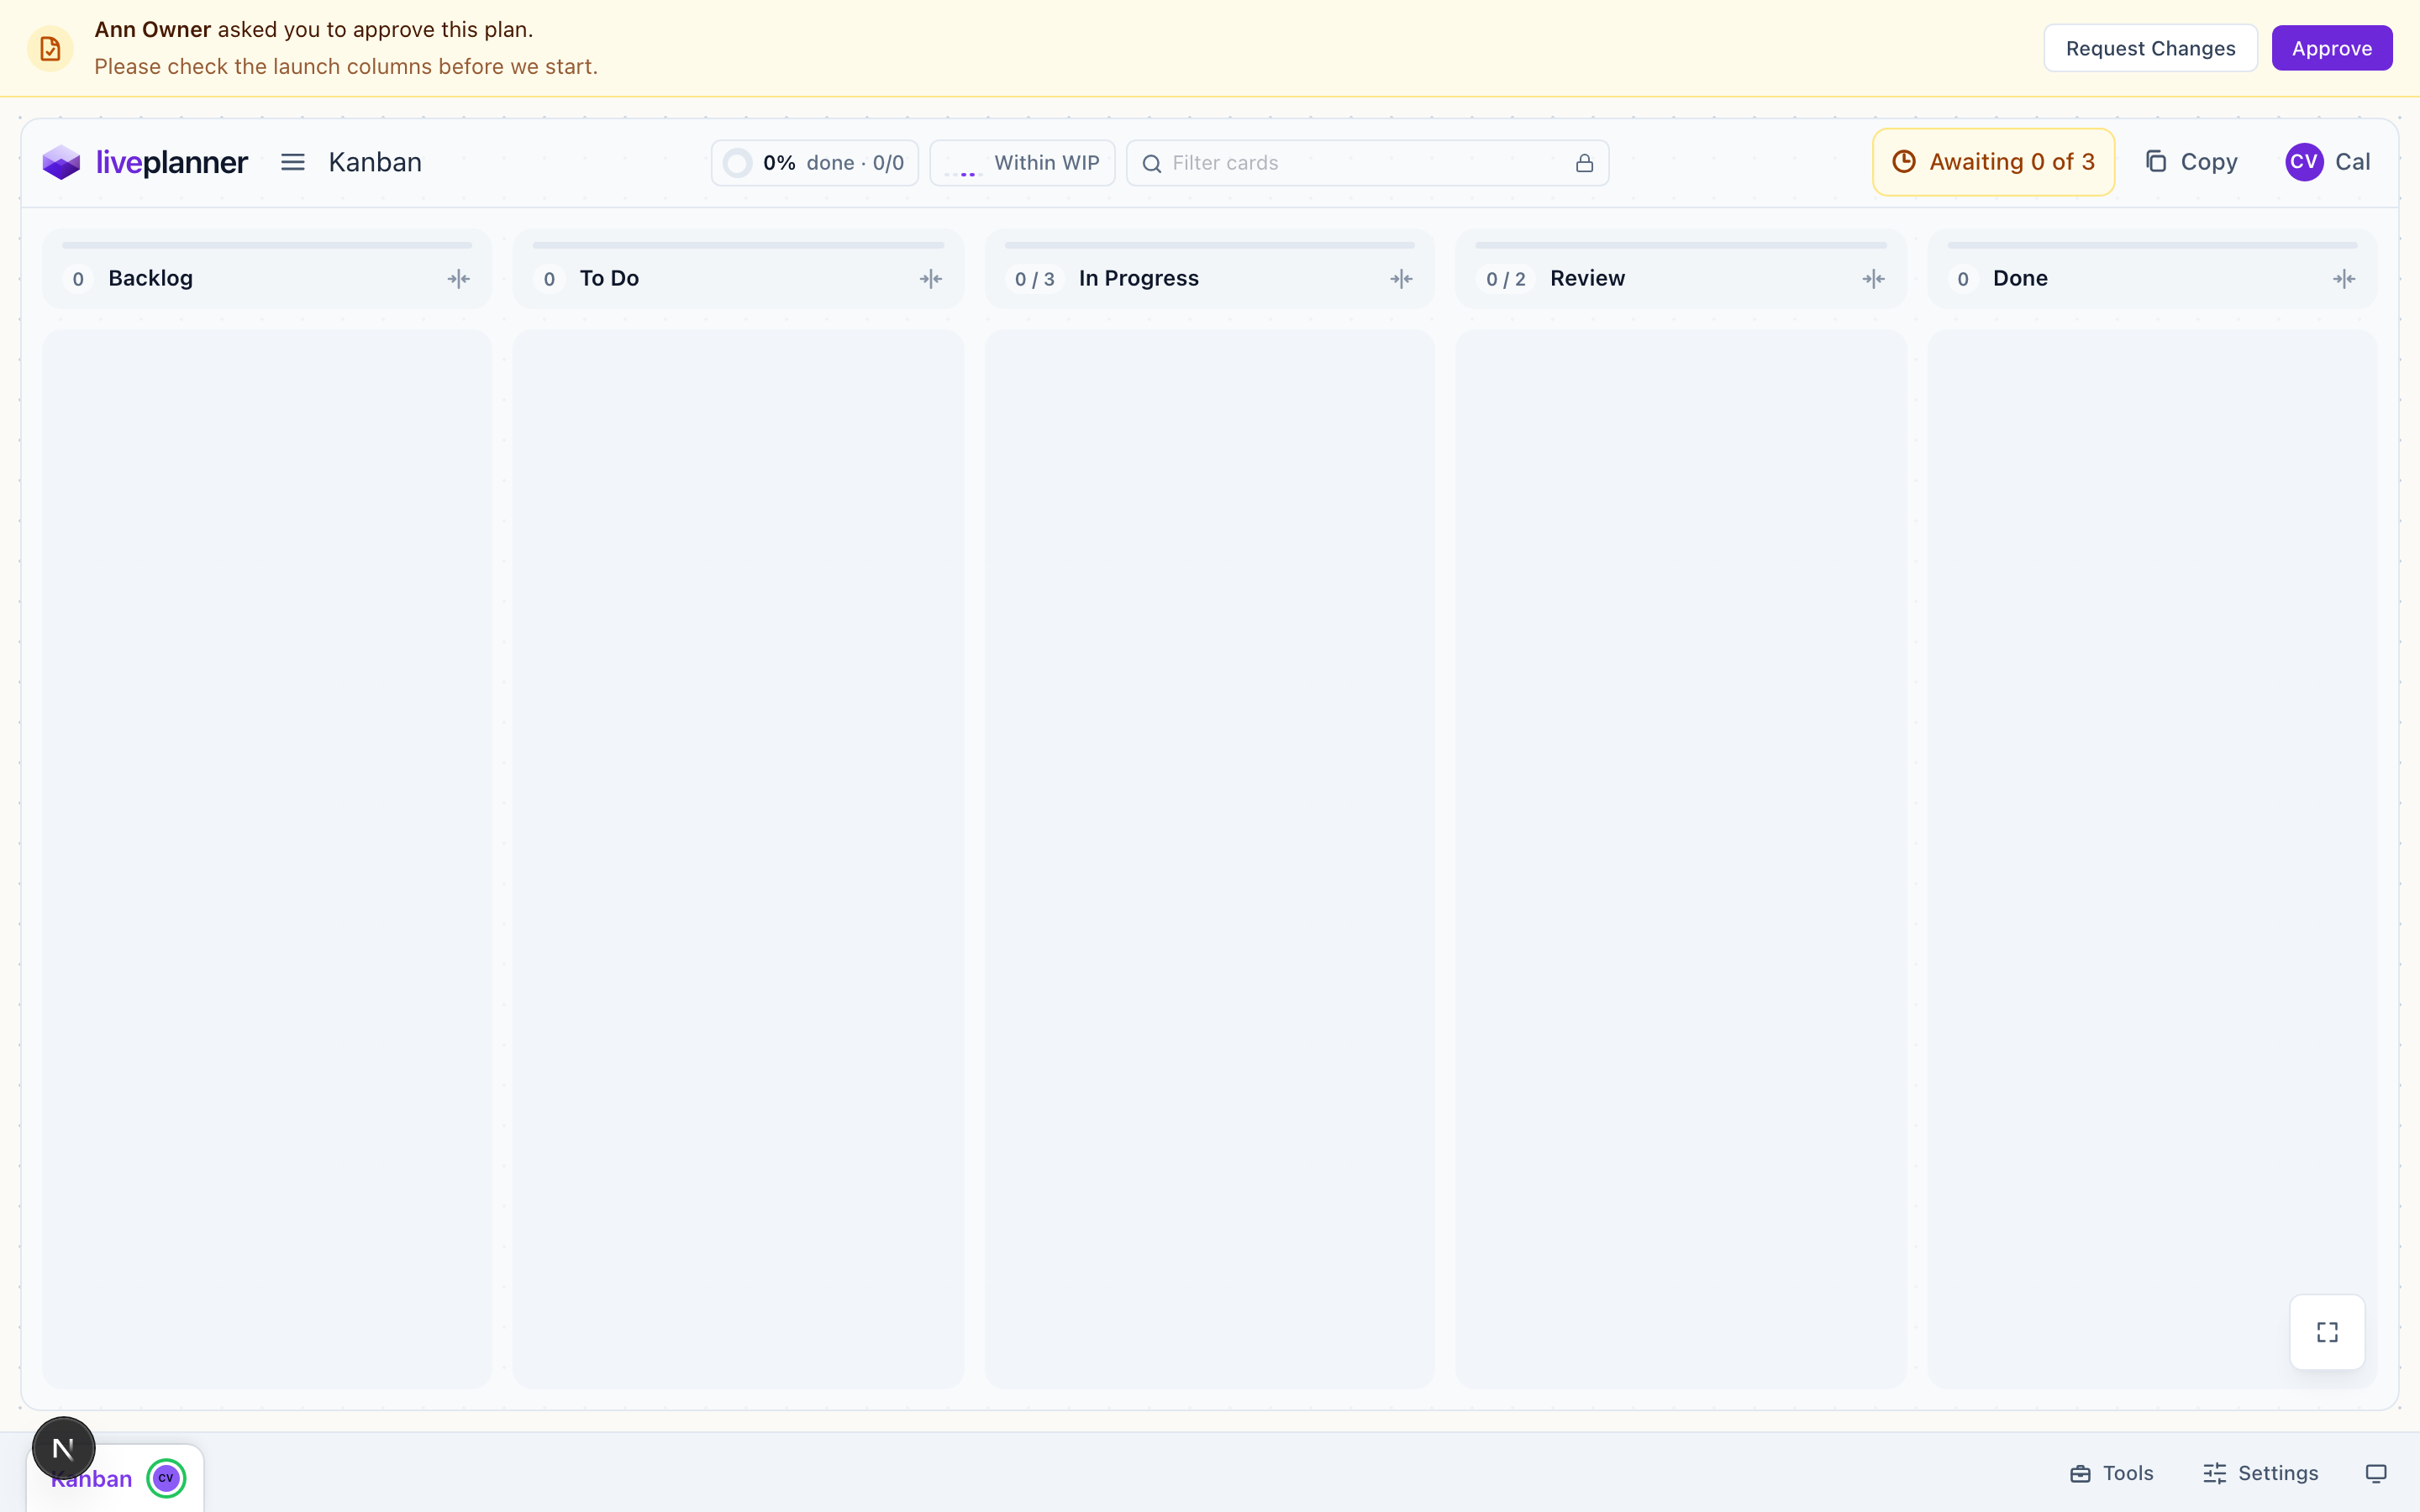 Ann Owner asked you to approve this plan.
Please check the launch columns before we start.
Request Changes
Approve
liveplanner
Kanban
0% done · 0/0
Within WIP
Filter cards
Awaiting 0 of 3
Copy
CV Cal
0 Backlog
0 To Do
0 / 3 In Progress
0 / 2 Review
0 Done
N
Kanban
CV
Tools
Settings